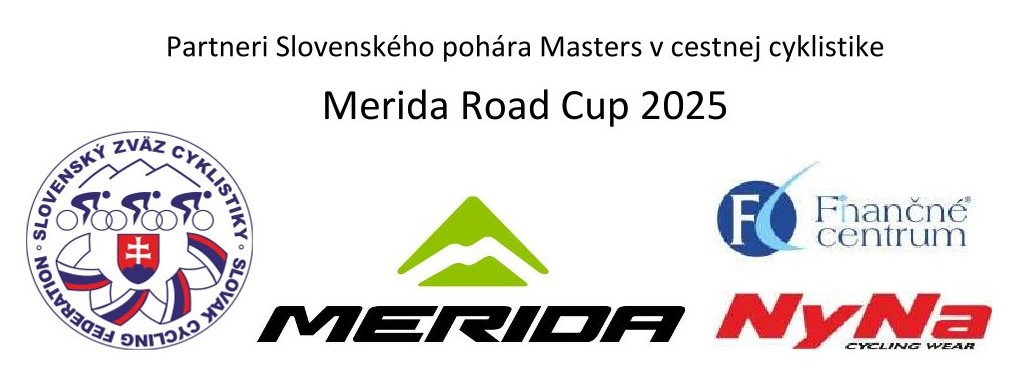 Partneri Slovenského pohára Masters v cestnej cyklistike
Merida Road Cup 2025
SLOVENSKÝ ZVÄZ CYKLISTIKY
SLOVAK CYCLING FEDERATION
MERIDA
FC Finančné
centrum
NyNa
CYCLING WEAR